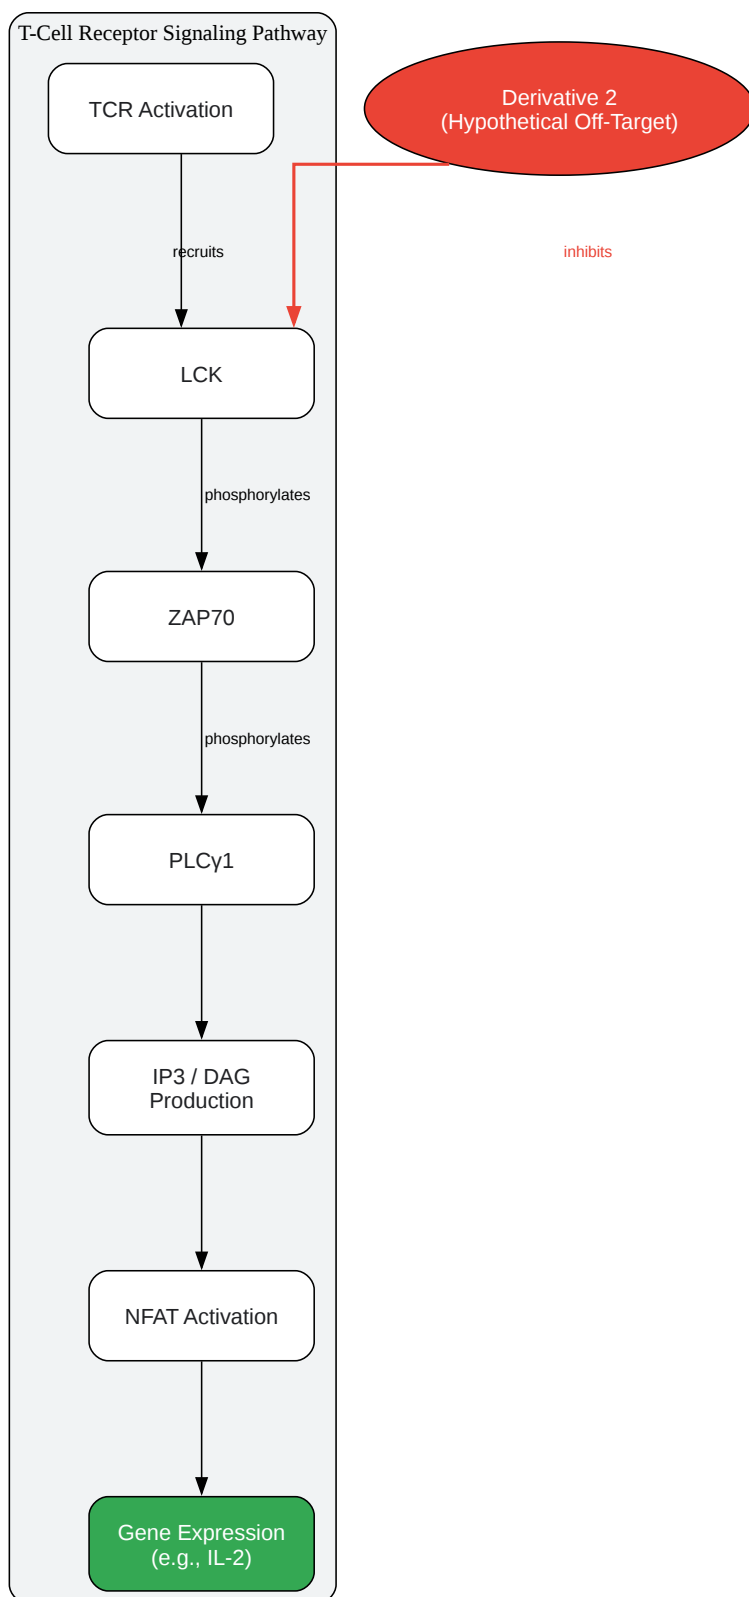 T-Cell Receptor Signaling Pathway
TCR Activation
Derivative 2
(Hypothetical Off-Target)
recruits
inhibits
LCK
phosphorylates
ZAP70
phosphorylates
PLCγ1
IP3 / DAG
Production
NFAT Activation
Gene Expression
(e.g., IL-2)